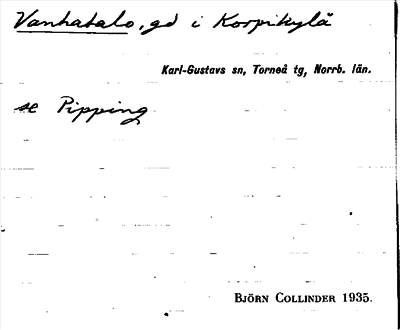 Vanhatalo, gd i Korpikylä
Karl-Gustavs sn, Torneå tg, Norrb. län.
se Pipping
BJÖRN COLLINDER 1935.